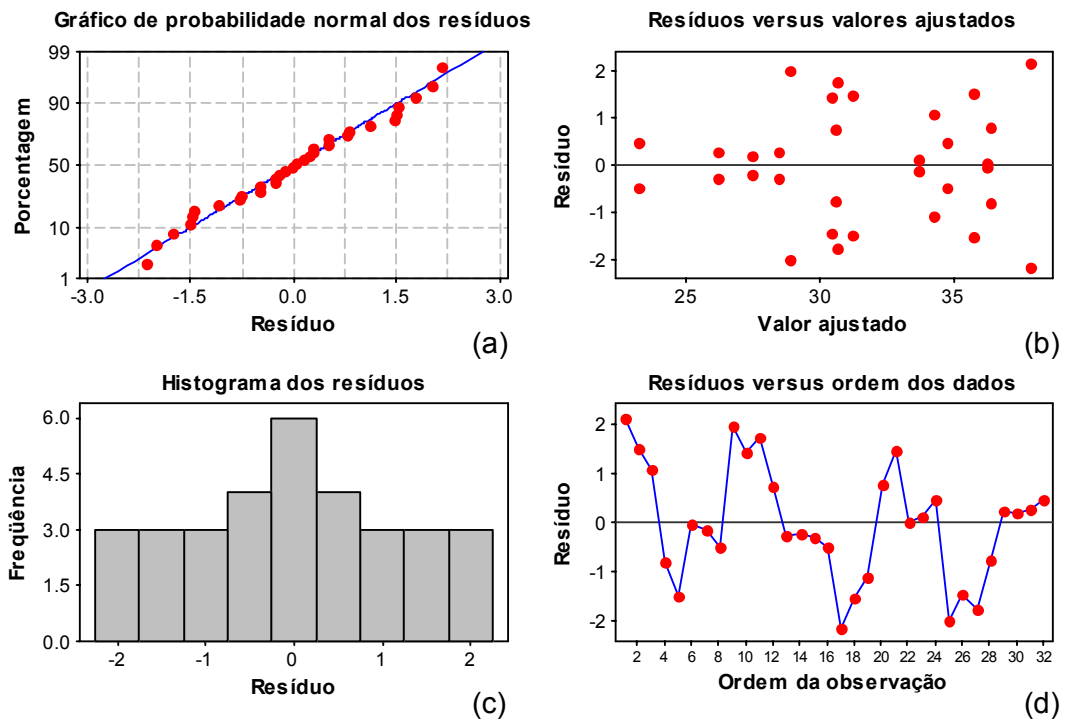 Gráfico de probabilidade normal dos resíduos
Porcentagem
99
90
50
10
1
-3.0 -1.5 0.0 1.5 3.0
Resíduo
(a)
Resíduos versus valores ajustados
Resíduo
2
1
0
-1
-2
25 30 35
Valor ajustado
(b)
Histograma dos resíduos
Freqüência
6.0
4.5
3.0
1.5
0.0
-2 -1 0 1 2
Resíduo
(c)
Resíduos versus ordem dos dados
Resíduo
2
1
0
-1
-2
2 4 6 8 10 12 14 16 18 20 22 24 26 28 30 32
Ordem da observação
(d)